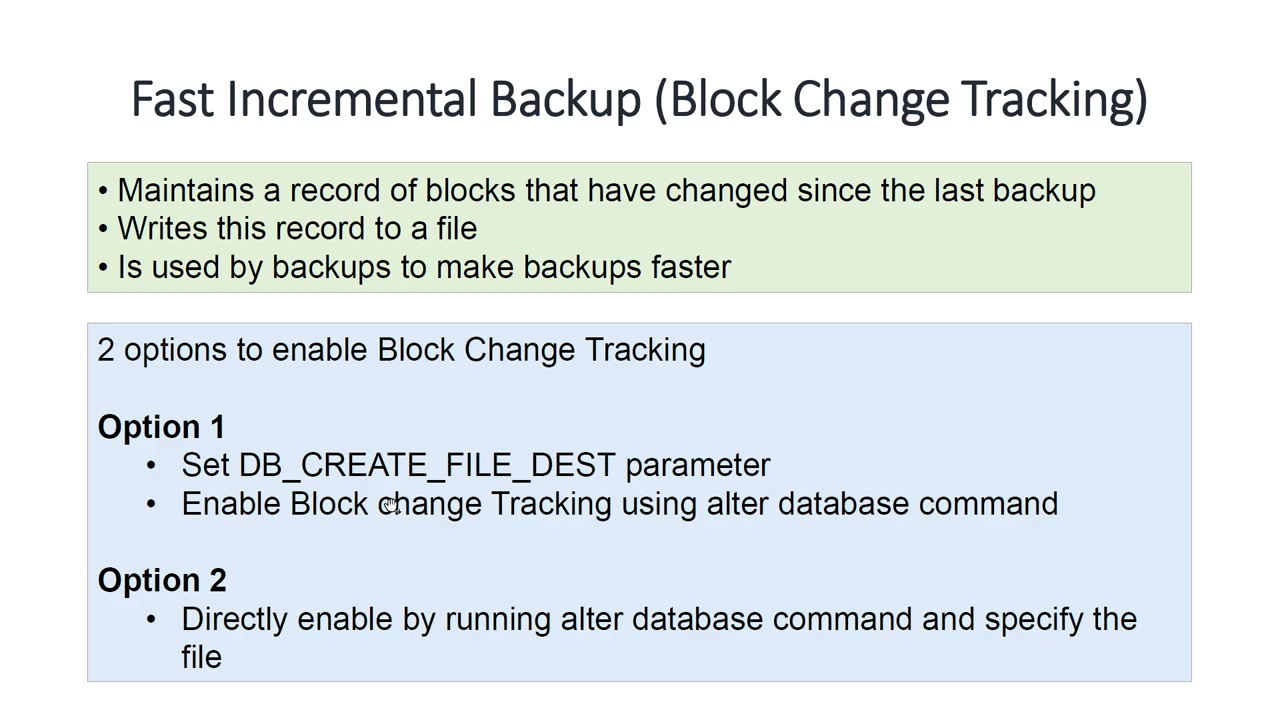 Fast Incremental Backup (Block Change Tracking)
• Maintains a record of blocks that have changed since the last backup
• Writes this record to a file
• Is used by backups to make backups faster
2 options to enable Block Change Tracking
Option 1
• Set DB_CREATE_FILE_DEST parameter
• Enable Block change Tracking using alter database command
Option 2
• Directly enable by running alter database command and specify the
file